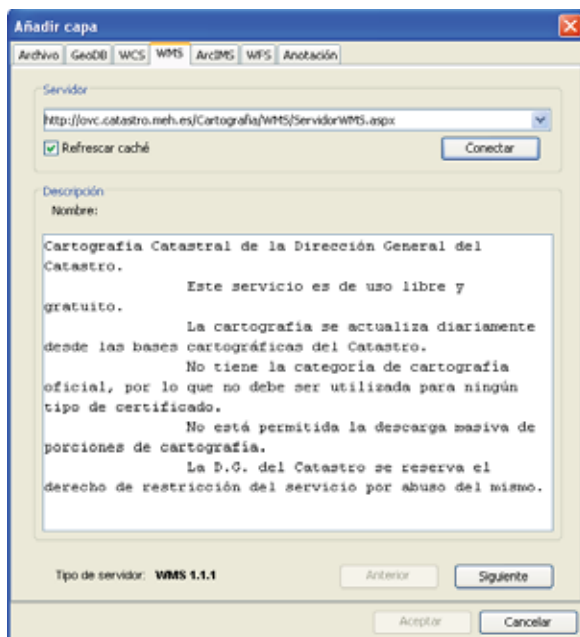 Añadir capa
Archivo GeoDB WCS WMS ArcIMS WFS Anotación
Servidor
http://ovc.catastro.meh.es/Cartografia/WMS/ServidorWMS.aspx
Refrescar caché
Conectar
Descripción
Nombre:
Cartografía Catastral de la Dirección General del
Catastro.
Este servicio es de uso libre y
gratuito.
La cartografía se actualiza diariamente
desde las bases cartográficas del Catastro.
No tiene la categoría de cartografía
oficial, por lo que no debe ser utilizada para ningún
tipo de certificado.
No está permitida la descarga masiva de
porciones de cartografía.
La D.G. del Catastro se reserva el
derecho de restricción del servicio por abuso del mismo.
Tipo de servidor: WMS 1.1.1
Anterior Siguiente
Aceptar Cancelar